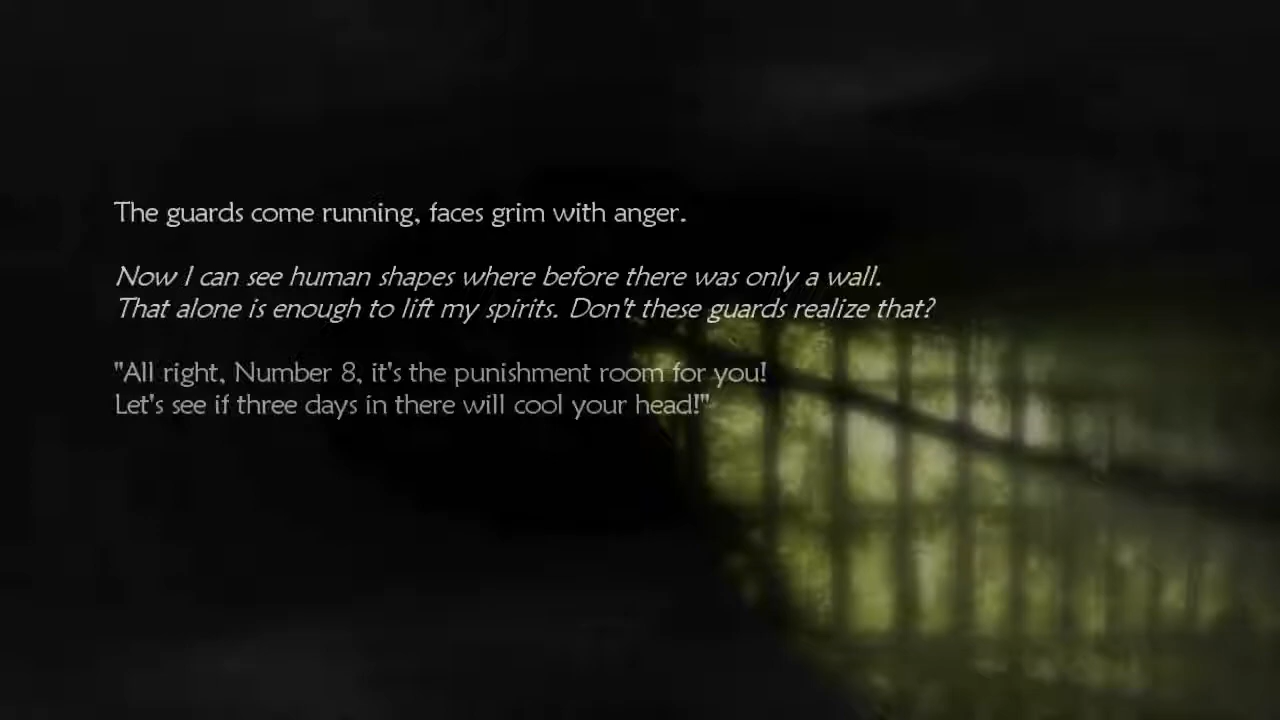 The guards come running, faces grim with anger.
Now I can see human shapes where before there was only a wall.
That alone is enough to lift my spirits. Don't these guards realize that?
"All right, Number 8, it's the punishment room for you!
Let's see if three days in there will cool your head!"